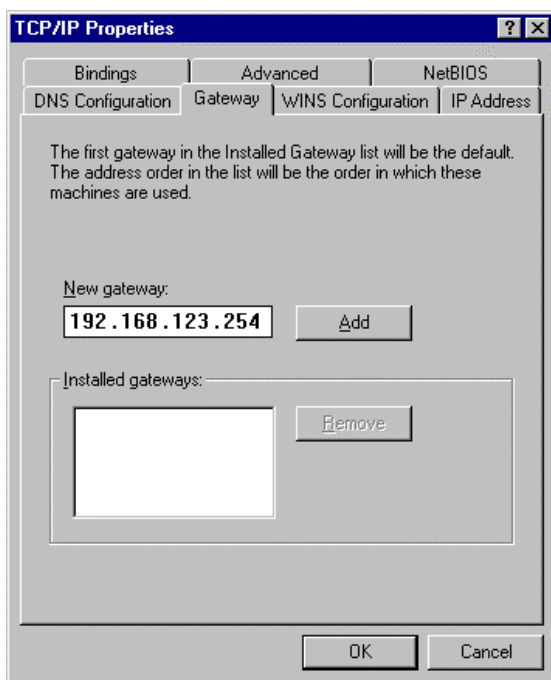 TCP/IP Properties
? X
Bindings Advanced NetBIOS
DNS Configuration Gateway WINS Configuration IP Address
The first gateway in the Installed Gateway list will be the default.
The address order in the list will be the order in which these
machines are used.
New gateway:
192.168.123.254 Add
Installed gateways:
Remove
OK Cancel